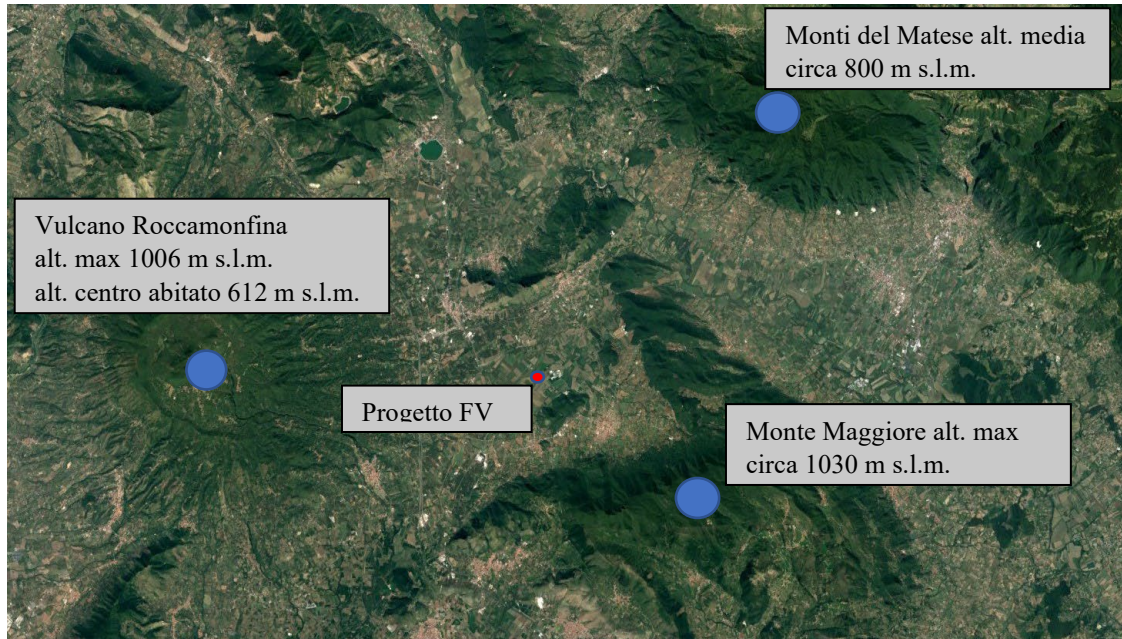 Monti del Matese alt. media
circa 800 m s.l.m.
Vulcano Roccamonfina
alt. max 1006 m s.l.m.
alt. centro abitato 612 m s.l.m.
Progetto FV
Monte Maggiore alt. max
circa 1030 m s.l.m.